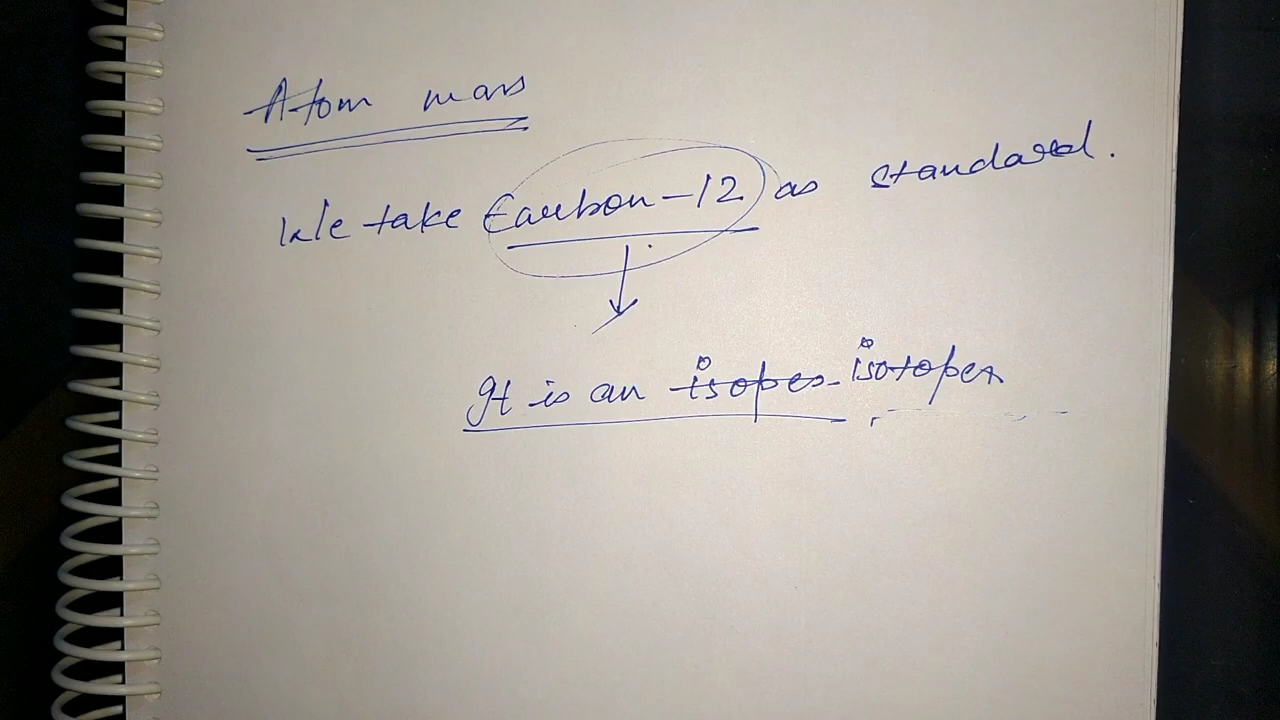 Atom mass
We take Carbon-12 as standard.
It is an isopes isotopes